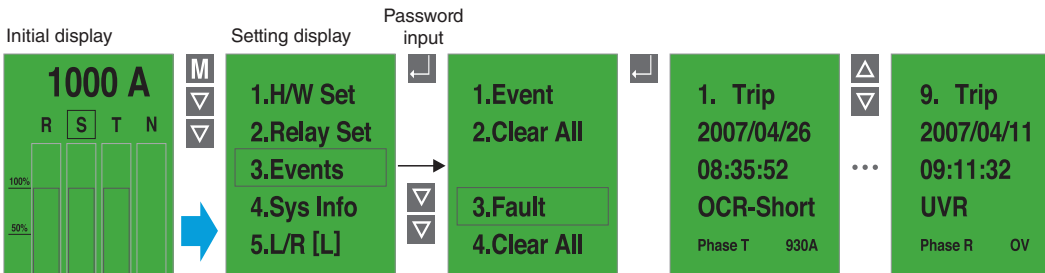 Initial display
1000 A
R S T N
100%
50%
M
Setting display
1.H/W Set
2.Relay Set
3.Events
4.Sys Info
5.L/R [L]
Password
input
1.Event
2.Clear All
3.Fault
4.Clear All
1. Trip
2007/04/26
08:35:52
OCR-Short
Phase T 930A
9. Trip
2007/04/11
09:11:32
UVR
Phase R OV